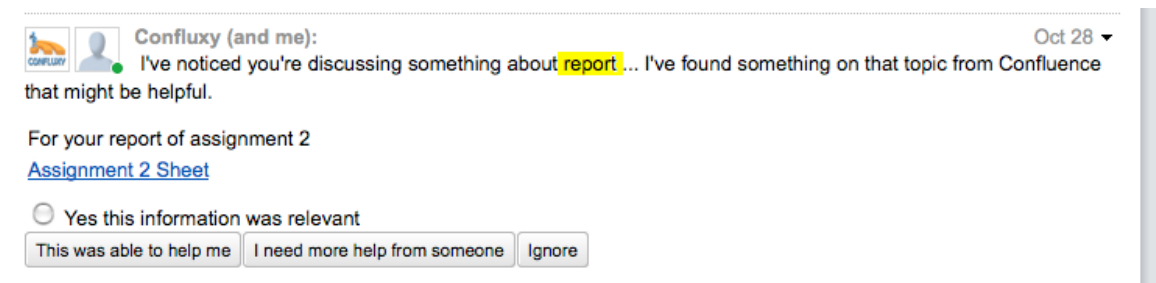 Confluxy (and me): Oct 28
CONFLUXY I've noticed you're discussing something about report ... I've found something on that topic from Confluence
that might be helpful.
For your report of assignment 2
Assignment 2 Sheet
Yes this information was relevant
This was able to help me I need more help from someone Ignore